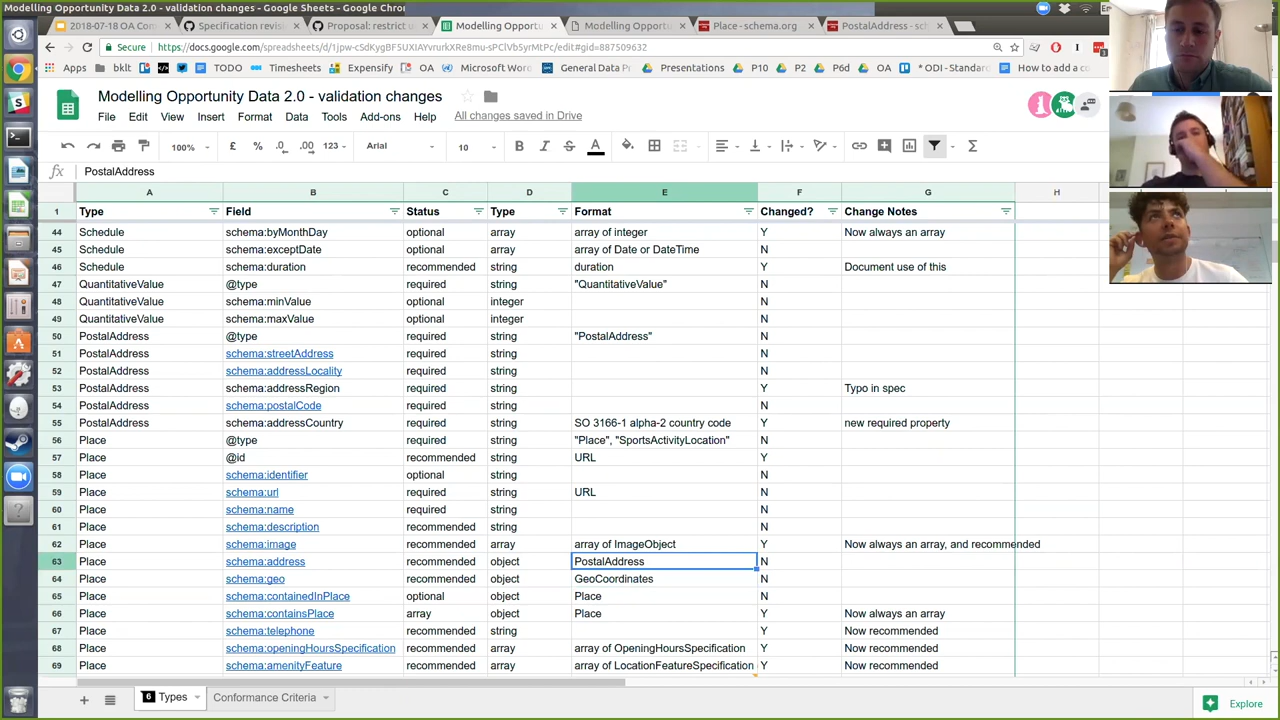 Modelling Opportunity Data 2.0 - validation changes - Google Sheets - Google Chro
2018-07-18 OA Con
Specification revise
Proposal: restrict u
Modelling Opportun
Modelling Opportun
Place - schema.org
PostalAddress - sch
Secure
https://docs.google.com/spreadsheets/d/
Apps
bklt
TODO
Timesheets
Expensify
OA
Microsoft Word
General Data P
Presentations
P10
P2
P6d
OA
* ODI - Standard
How to add a co
Modelling Opportunity Data 2.0 - validation changes
File Edit View Insert Format Data Tools Add-ons Help All changes saved in Drive
100% £ % .0 .00 123 Arial 10 B I S A
fx PostalAddress
A B C D E F G H
1 Type Field Status Type Format Changed? Change Notes
44 Schedule schema:byMonthDay optional array array of integer Y Now always an array
45 Schedule schema:exceptDate optional array array of Date or DateTime N
46 Schedule schema:duration recommended string duration Y Document use of this
47 QuantitativeValue @type required string "QuantitativeValue" N
48 QuantitativeValue schema:minValue optional integer N
49 QuantitativeValue schema:maxValue optional integer N
50 PostalAddress @type required string "PostalAddress" N
51 PostalAddress schema:streetAddress required string N
52 PostalAddress schema:addressLocality required string N
53 PostalAddress schema:addressRegion required string Y Typo in spec
54 PostalAddress schema:postalCode required string N
55 PostalAddress schema:addressCountry required string SO 3166-1 alpha-2 country code Y new required property
56 Place @type required string "Place", "SportsActivityLocation" N
57 Place @id recommended string URL Y
58 Place schema:identifier optional string N
59 Place schema:url required string URL N
60 Place schema:name required string N
61 Place schema:description recommended string N
62 Place schema:image recommended array array of ImageObject Y Now always an array, and recommended
63 Place schema:address recommended object PostalAddress N
64 Place schema:geo recommended object GeoCoordinates N
65 Place schema:containedInPlace optional object Place N
66 Place schema:containsPlace array object Place Y Now always an array
67 Place schema:telephone recommended string Y Now recommended
68 Place schema:openingHoursSpecification recommended array array of OpeningHoursSpecification Y Now recommended
69 Place schema:amenityFeature recommended array array of LocationFeatureSpecification Y Now recommended
6 Types
Conformance Criteria
Explore